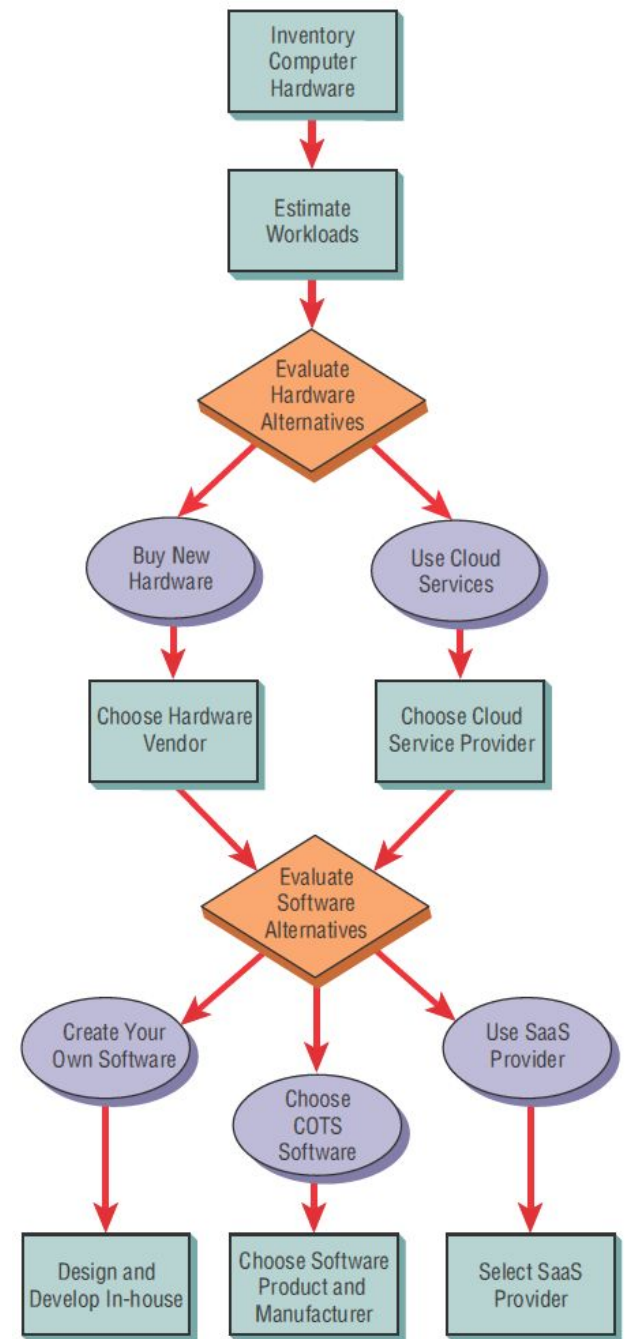 Inventory
Computer
Hardware
Estimate
Workloads
Evaluate
Hardware
Alternatives
Buy New
Hardware
Use Cloud
Services
Choose Hardware
Vendor
Choose Cloud
Service Provider
Evaluate
Software
Alternatives
Create Your
Own Software
Choose
COTS
Software
Use SaaS
Provider
Design and
Develop In-house
Choose Software
Product and
Manufacturer
Select SaaS
Provider